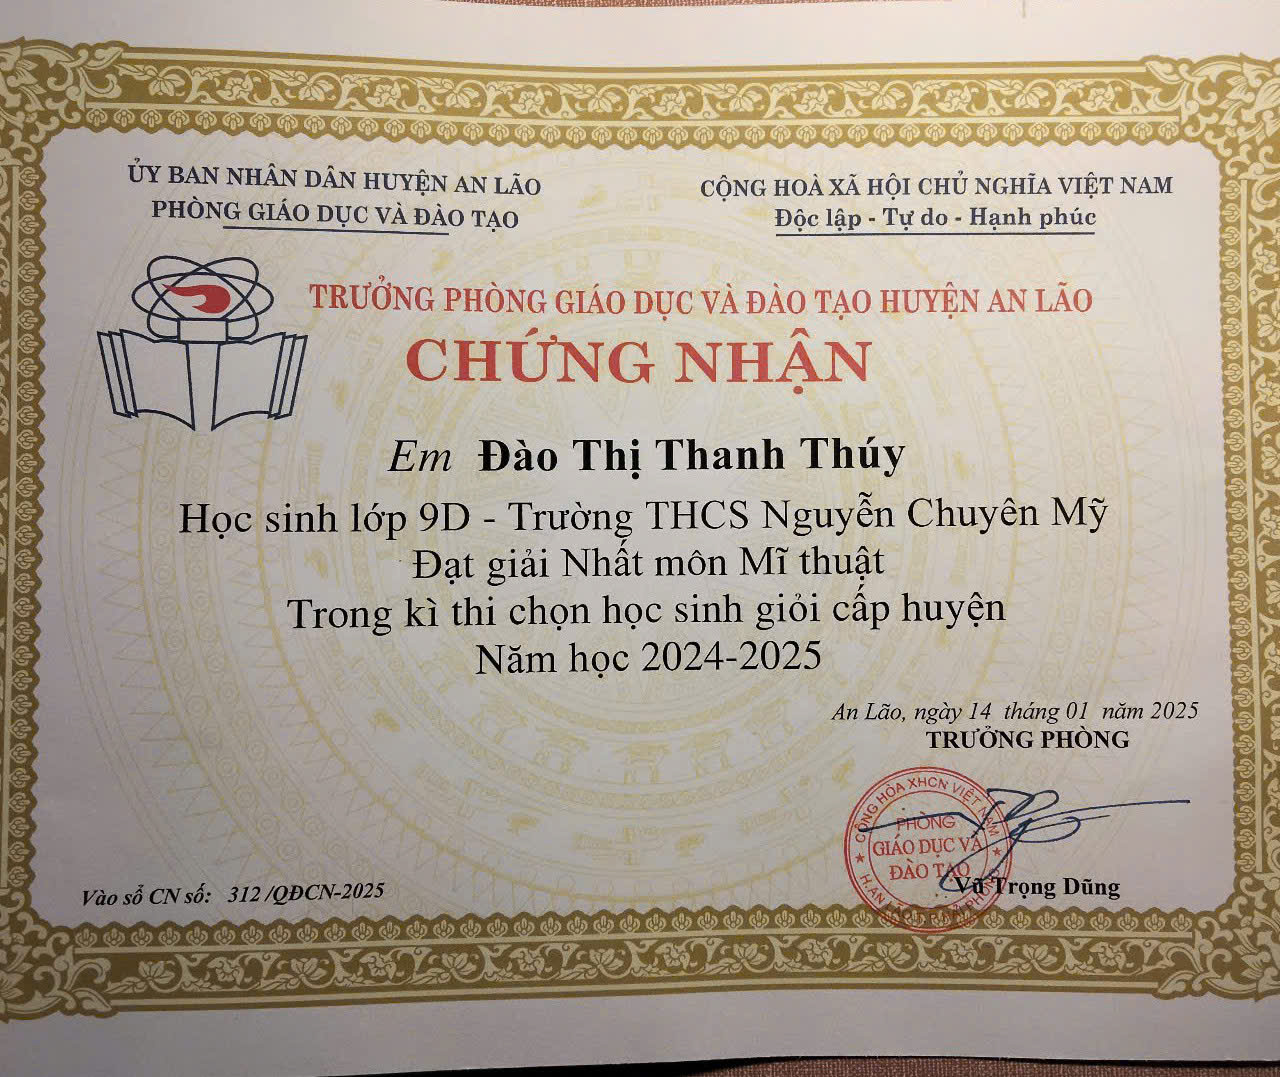 ỦY BAN NHÂN DÂN HUYỆN AN LÃO
PHÒNG GIÁO DỤC VÀ ĐÀO TẠO
CỘNG HOÀ XÃ HỘI CHỦ NGHĨA VIỆT NAM
Độc lập - Tự do - Hạnh phúc
TRƯỞNG PHÒNG GIÁO DỤC VÀ ĐÀO TẠO HUYỆN AN LÃO
CHỨNG NHẬN
Em Đào Thị Thanh Thúy
Học sinh lớp 9D - Trường THCS Nguyễn Chuyên Mỹ
Đạt giải Nhất môn Mĩ thuật
Trong kì thi chọn học sinh giỏi cấp huyện
Năm học 2024-2025
An Lão, ngày 14 tháng 01 năm 2025
TRƯỞNG PHÒNG
CỘNG HÒA XHCN VIỆT NAM
PHÒNG
GIÁO DỤC VÀ
ĐÀO TẠO
Vũ Trọng Dũng
Vào sổ CN số: 312 /QĐCN-2025